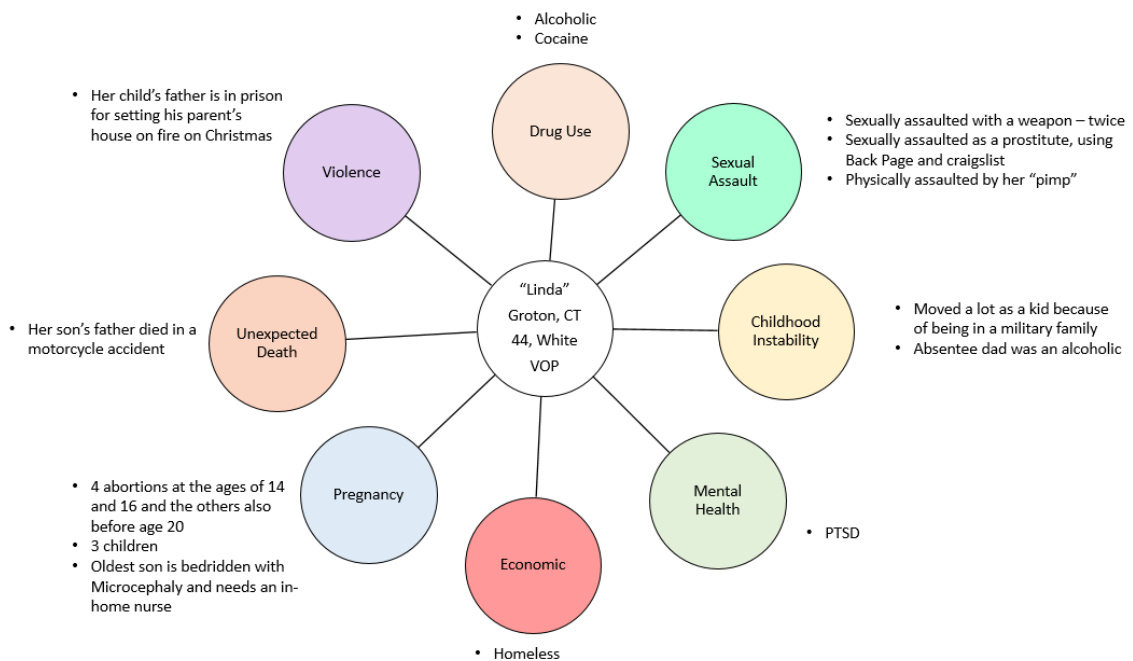 • Alcoholic
• Cocaine
Drug Use
• Her child’s father is in prison
for setting his parent’s
house on fire on Christmas
Violence
Sexual
Assault
• Sexually assaulted with a weapon – twice
• Sexually assaulted as a prostitute, using
Back Page and craigslist
• Physically assaulted by her “pimp”
“Linda”
Groton, CT
44, White
VOP
• Her son’s father died in a
motorcycle accident
Unexpected
Death
Childhood
Instability
• Moved a lot as a kid because
of being in a military family
• Absentee dad was an alcoholic
• 4 abortions at the ages of 14
and 16 and the others also
before age 20
• 3 children
• Oldest son is bedridden with
Microcephaly and needs an in-
home nurse
Pregnancy
Mental
Health
• PTSD
Economic
• Homeless